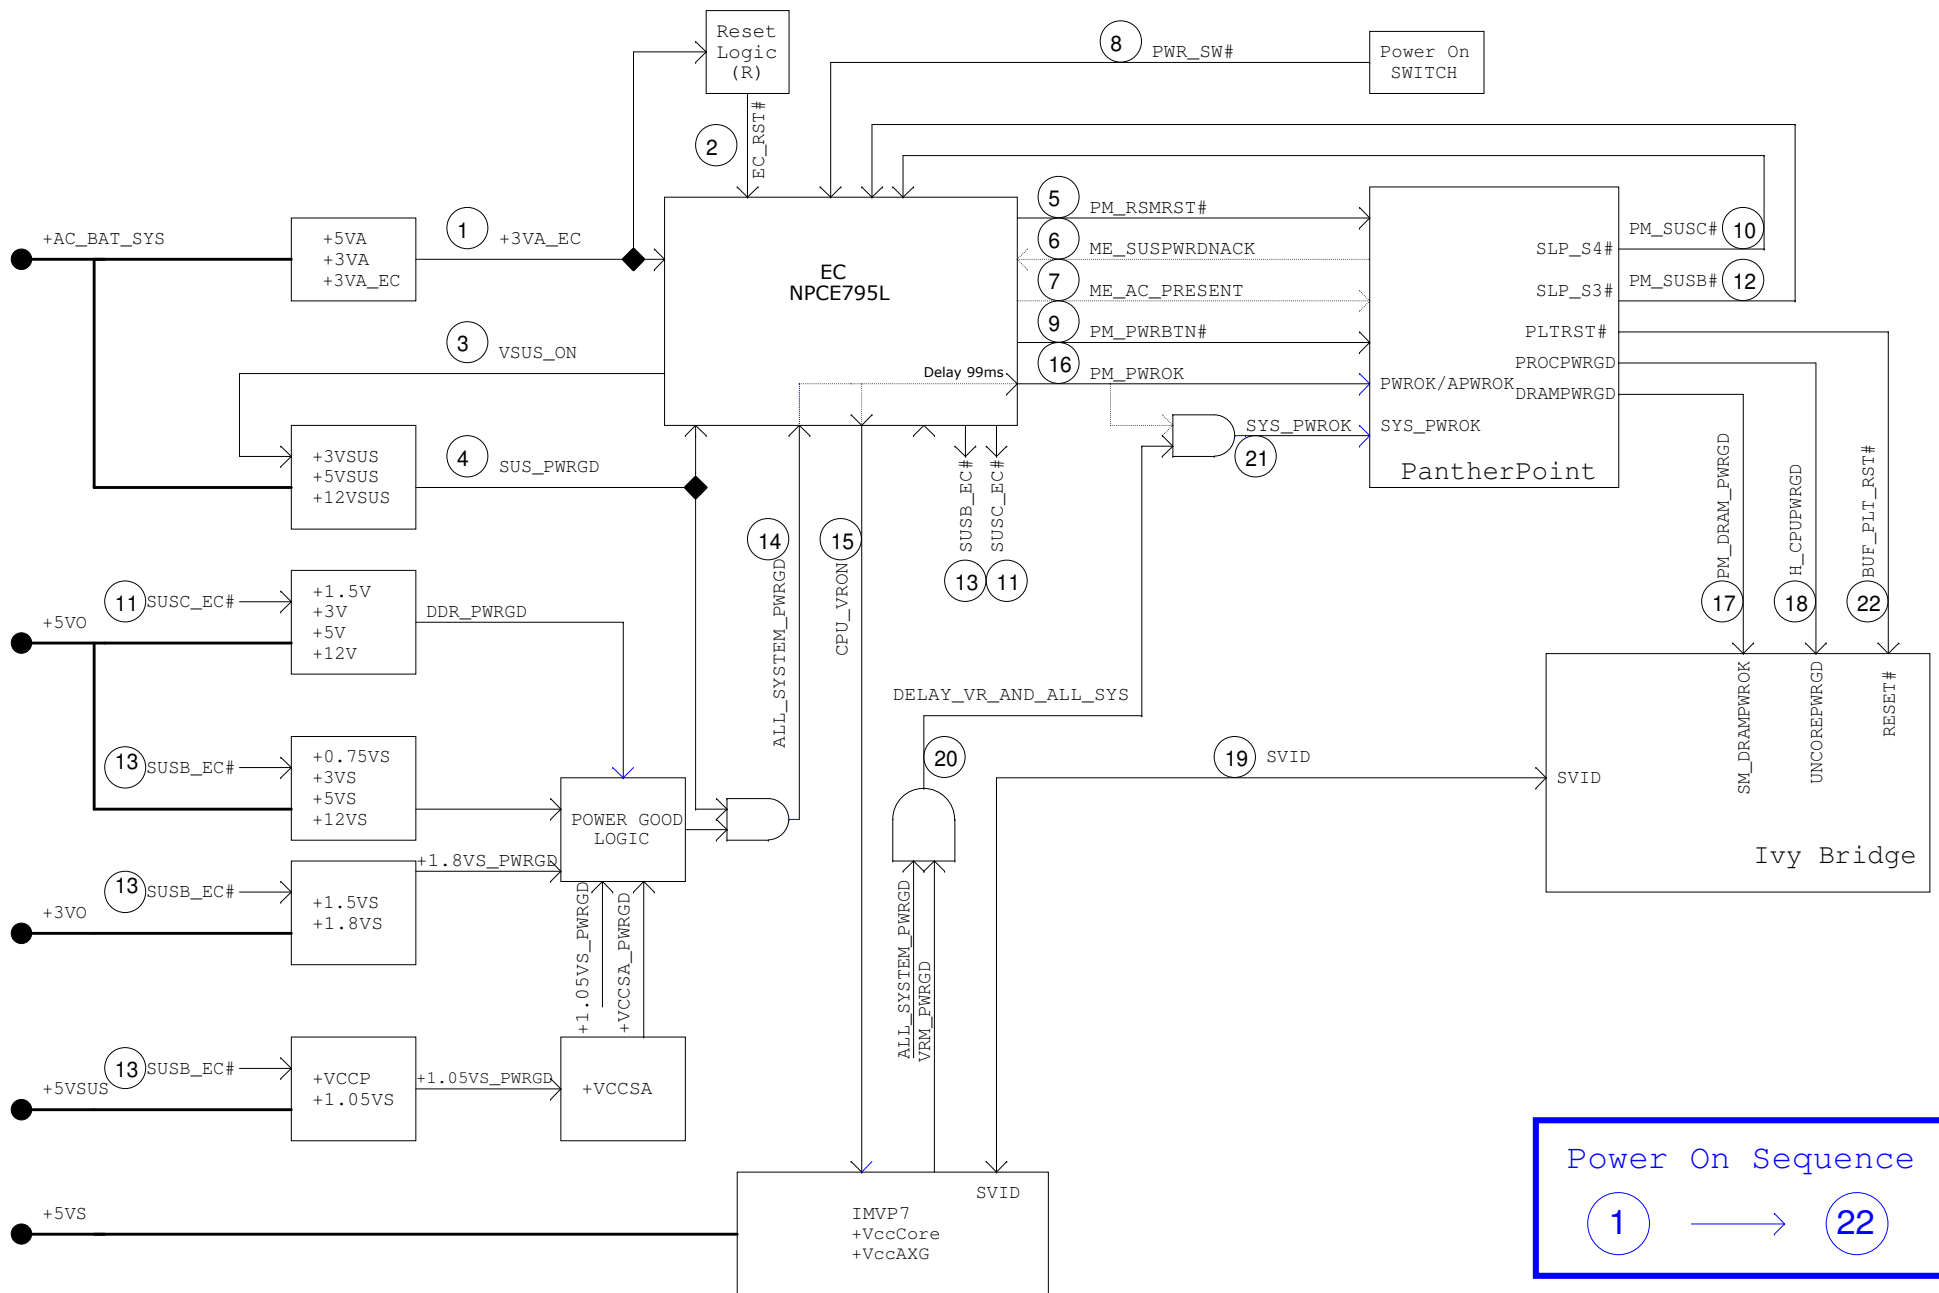 Reset
Logic
(R)
8
PWR_SW#
Power On
SWITCH
2
EC_RST#
+AC_BAT_SYS
+5VA
+3VA
+3VA_EC
1
+3VA_EC
EC
NPCE795L
Delay 99ms
5
PM_RSMRST#
6
ME_SUSPWRDNACK
7
ME_AC_PRESENT
9
PM_PWRBTN#
16
PM_PWROK
SLP_S4#
PM_SUSC#
10
SLP_S3#
PM_SUSB#
12
PLTRST#
PROCPWRGD
PWROK/APWROK
DRAMPWRGD
SYS_PWROK
21
SYS_PWROK
PantherPoint
3
VSUS_ON
+3VSUS
+5VSUS
+12VSUS
4
SUS_PWRGD
14
ALL_SYSTEM_PWRGD
15
CPU_VRON
SUSB_EC#
13
SUSC_EC#
11
PM_DRAM_PWRGD
17
H_CPUPWRGD
18
BUF_PLT_RST#
22
11
SUSC_EC#
+5VO
+1.5V
+3V
+5V
+12V
DDR_PWRGD
13
SUSB_EC#
+0.75VS
+3VS
+5VS
+12VS
POWER GOOD
LOGIC
DELAY_VR_AND_ALL_SYS
20
19
SVID
SVID
SM_DRAMPWROK
UNCOREPWRGD
RESET#
Ivy Bridge
13
SUSB_EC#
+3VO
+1.5VS
+1.8VS
+1.8VS_PWRGD
+1.05VS_PWRGD
+VCCSA_PWRGD
ALL_SYSTEM_PWRGD
VRM_PWRGD
13
SUSB_EC#
+5VSUS
+VCCP
+1.05VS
+1.05VS_PWRGD
+VCCSA
+5VS
SVID
IMVP7
+VccCore
+VccAXG
Power On Sequence
1
22